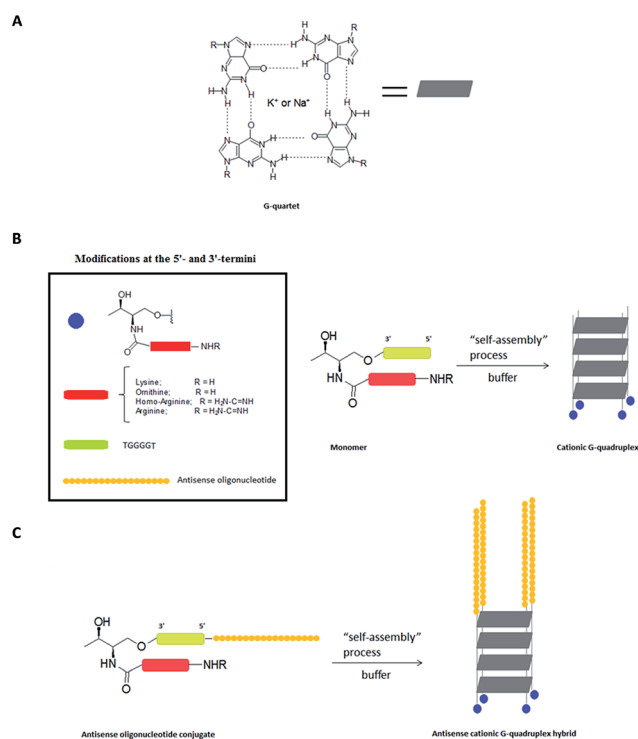 A
R N N H H N N R
N N H N N
N O N
H-N H O H H
H K⁺ or Na⁺ N-H
HN N
O O
N N-H N
N N N-H N N
R H R
G-quartet
B
Modifications at the 5'- and 3'-termini
OH
O
NH
O NHR
Lysine; R = H
Ornithine; R = H
Homo-Arginine; R = H₂N-C=NH
Arginine; R = H₂N-C=NH
TGGGGT
Antisense oligonucleotide
OH 3' 5'
O
HN NHR
O
Monomer
"self-assembly"
process
buffer
Cationic G-quadruplex
C
OH 3' 5'
O
HN NHR
O
Antisense oligonucleotide conjugate
"self-assembly"
process
buffer
Antisense cationic G-quadruplex hybrid